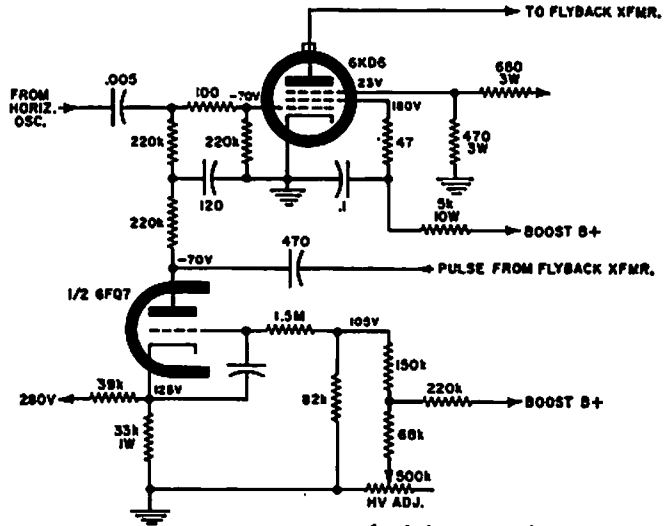 TO FLYBACK XFMR.
6KD6
FROM
HORIZ.
OSC.
.005
100
-70V
23V
180V
680
3W
220k
220k
47
470
3W
120
.1
220k
5k
10W
BOOST B+
-70V
470
PULSE FROM FLYBACK XFMR.
1/2 6FQ7
1.5M
105V
150k
39k
280V
125V
82k
220k
BOOST B+
33k
1W
68k
500k
HV ADJ.